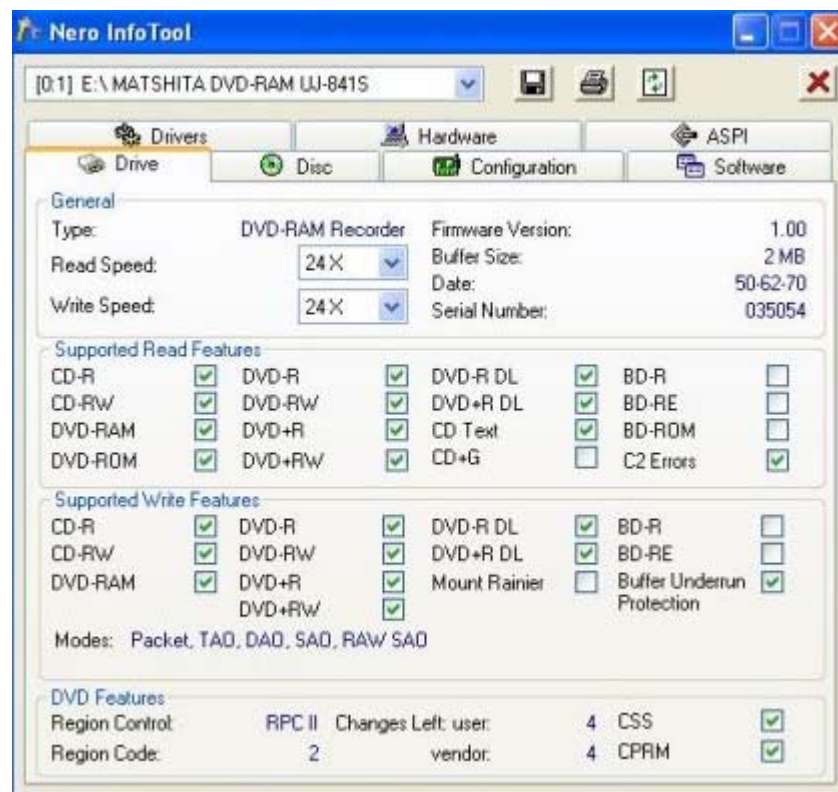 Nero InfoTool
[0:1] E:\ MATSHITA DVD-RAM UJ-841S
Drivers Hardware ASPI
Drive Disc Configuration Software
General
Type: DVD-RAM Recorder Firmware Version: 1.00
Read Speed: 24 X Buffer Size: 2 MB
Date: 50-62-70
Write Speed: 24 X Serial Number: 035054
Supported Read Features
CD-R DVD-R DVD-R DL BD-R
CD-RW DVD-RW DVD+R DL BD-RE
DVD-RAM DVD+R CD Text BD-ROM
DVD-ROM DVD+RW CD+G C2 Errors
Supported Write Features
CD-R DVD-R DVD-R DL BD-R
CD-RW DVD-RW DVD+R DL BD-RE
DVD-RAM DVD+R Mount Rainier Buffer Underrun
DVD+RW Protection
Modes: Packet, TAO, DAO, SAO, RAW SAO
DVD Features
Region Control: RPC II Changes Left: user: 4 CSS
Region Code: 2 vendor: 4 CPRM